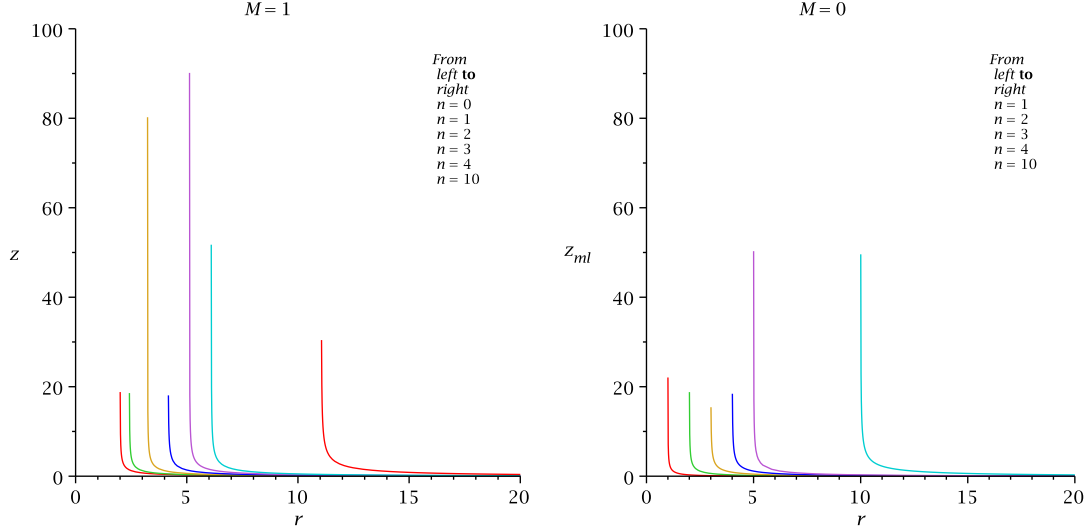 M = 1
100
80
60
40
20
0
z
0 5 10 15 20
r
From
left to
right
n = 0
n = 1
n = 2
n = 3
n = 4
n = 10
M = 0
100
80
60
40
20
0
z_ml
0 5 10 15 20
r
From
left to
right
n = 1
n = 2
n = 3
n = 4
n = 10